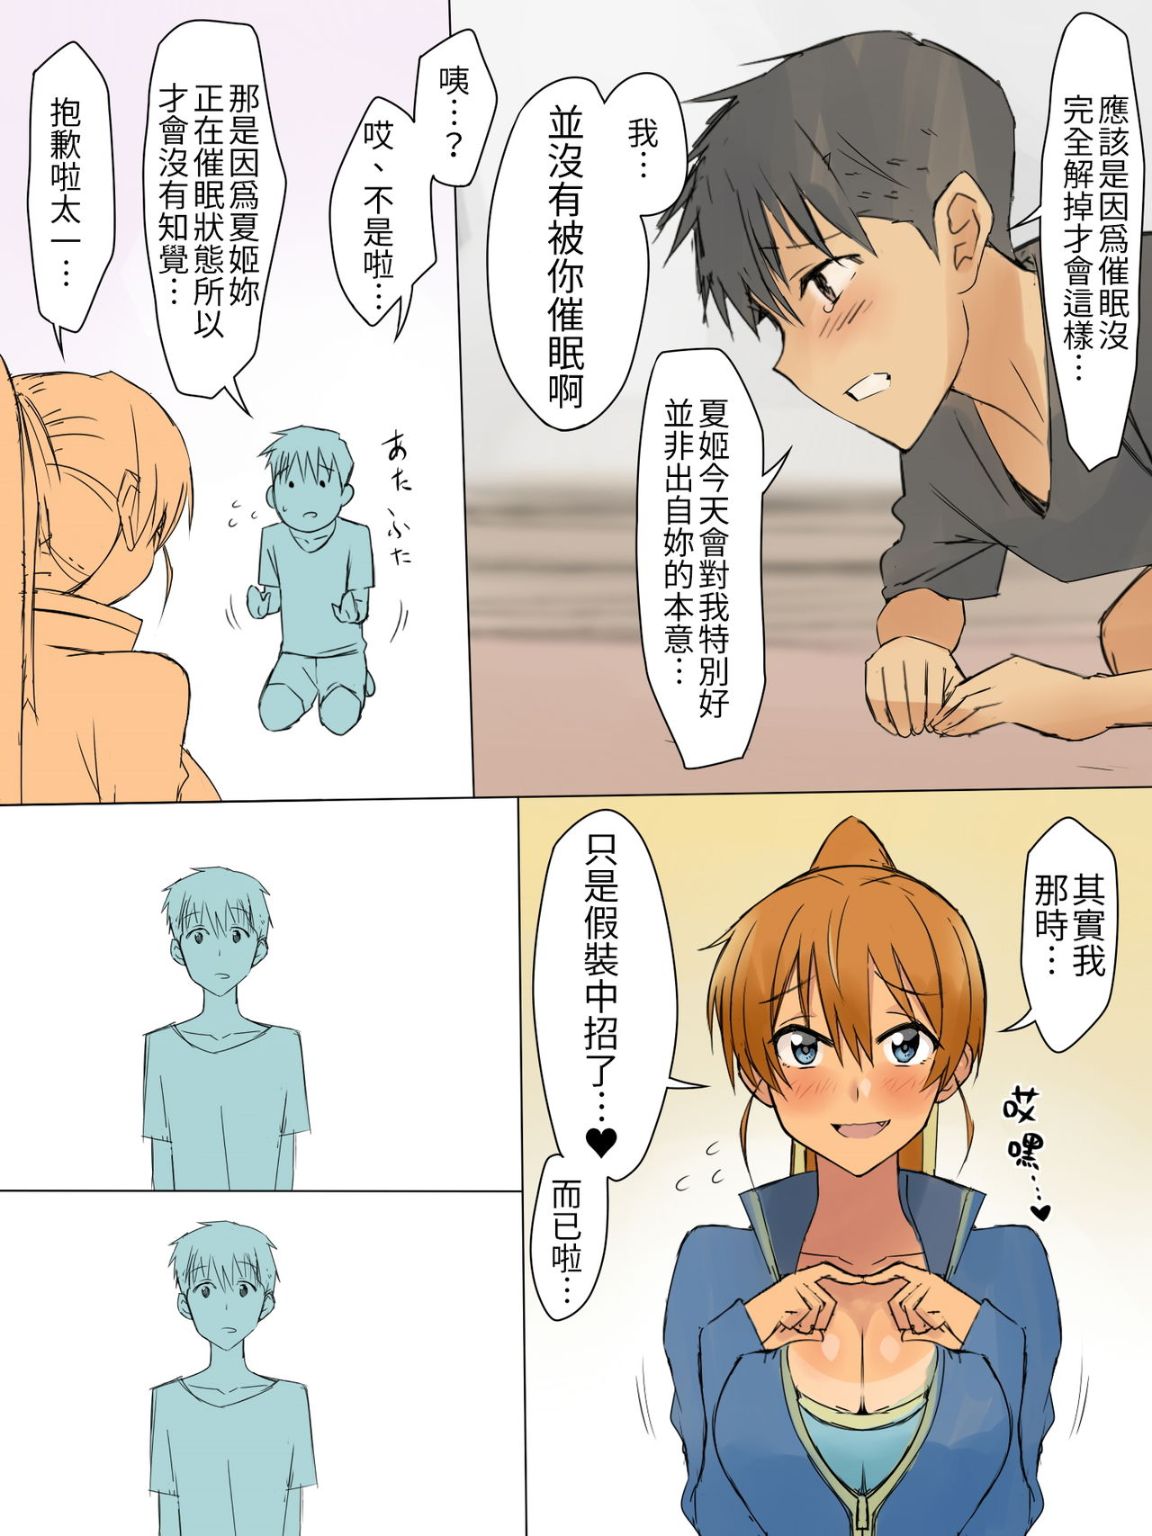 應該是因爲催眠沒
完全解掉才會這樣…
夏姬今天會對我特別好
並非出自妳的本意…
我…
並沒有被你催眠啊
咦…？
哎、不是啦…
那是因爲夏姬妳
正在催眠狀態所以
才會沒有知覺…
あたふた
抱歉啦太一…
其實我
那時…
哎嘿…♥
只是假裝中招了…♥
而已啦…